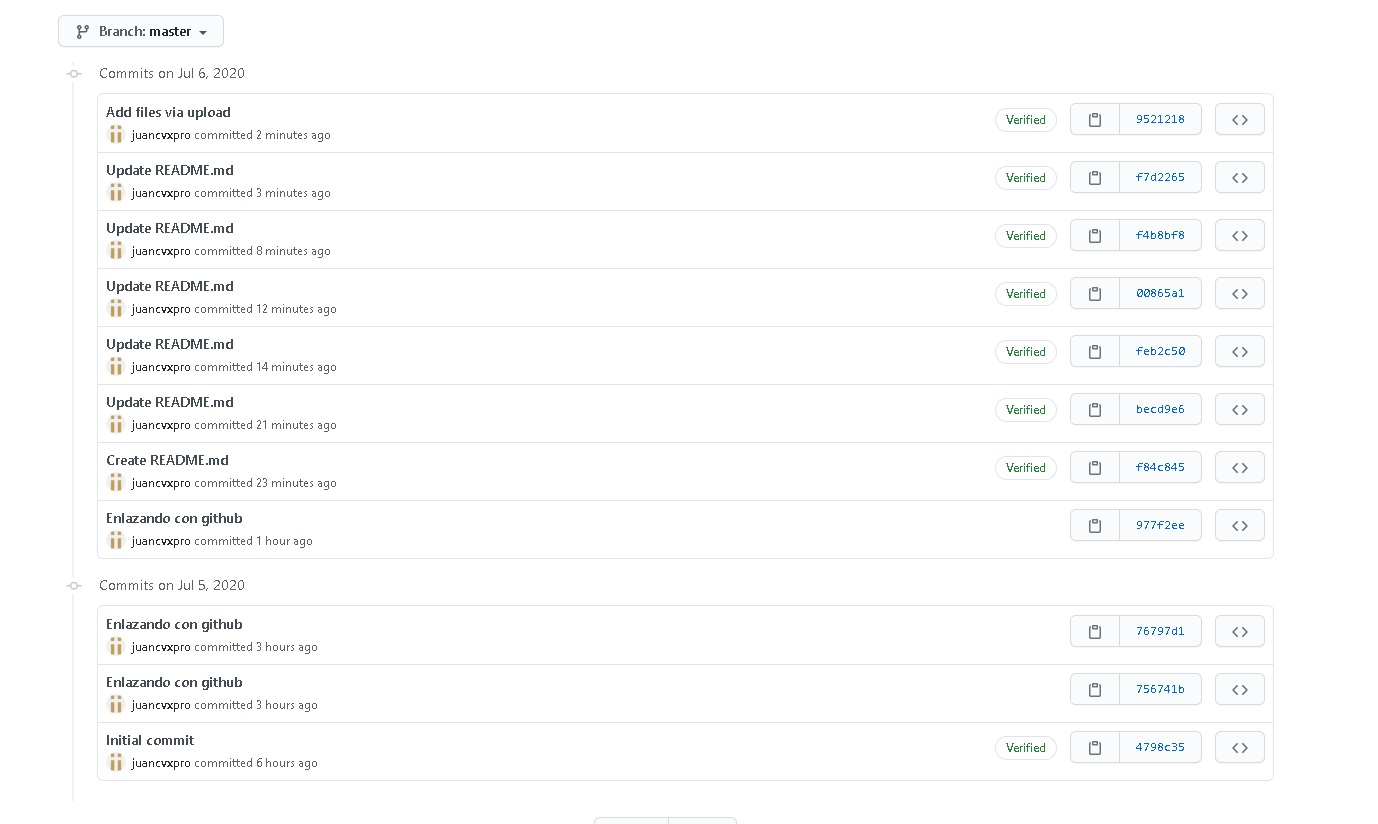 Branch: master
Commits on Jul 6, 2020
Add files via upload
juancvxpro committed 2 minutes ago
Verified
9521218
Update README.md
juancvxpro committed 3 minutes ago
Verified
f7d2265
Update README.md
juancvxpro committed 8 minutes ago
Verified
f4b8bf8
Update README.md
juancvxpro committed 12 minutes ago
Verified
00865a1
Update README.md
juancvxpro committed 14 minutes ago
Verified
feb2c50
Update README.md
juancvxpro committed 21 minutes ago
Verified
becd9e6
Create README.md
juancvxpro committed 23 minutes ago
Verified
f84c845
Enlazando con github
juancvxpro committed 1 hour ago
977f2ee
Commits on Jul 5, 2020
Enlazando con github
juancvxpro committed 3 hours ago
76797d1
Enlazando con github
juancvxpro committed 3 hours ago
756741b
Initial commit
juancvxpro committed 6 hours ago
Verified
4798c35